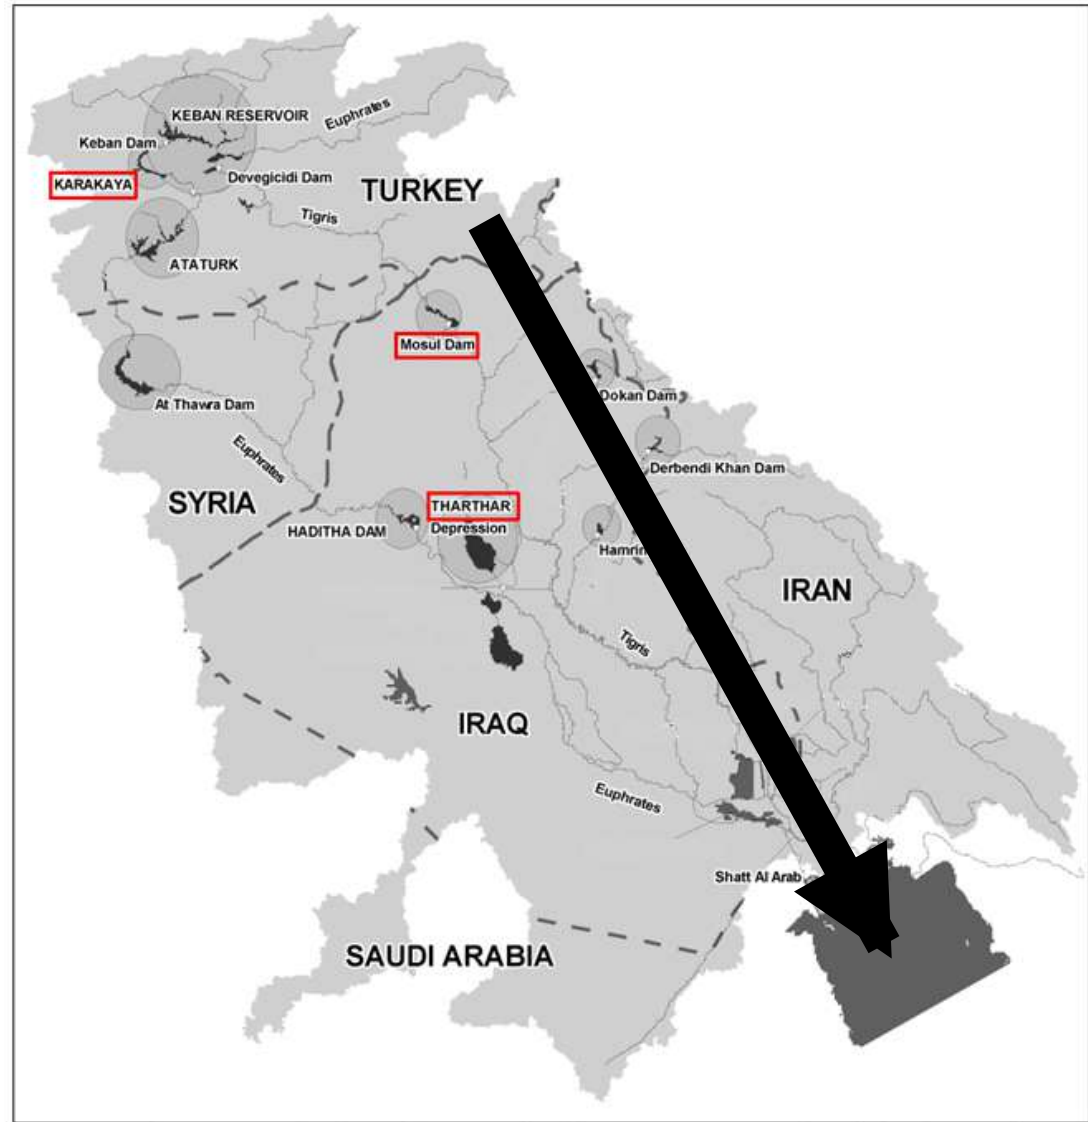 KEBAN RESERVOIR
Euphrates
Keban Dam
KARAKAYA
Devegicidi Dam
TURKEY
Tigris
ATATURK
Mosul Dam
At Thawra Dam
Dokan Dam
Euphrates
Derbendi Khan Dam
SYRIA
THARTHAR
Depression
HADITHA DAM
Hamrin
IRAN
Tigris
IRAQ
Euphrates
Shatt Al Arab
SAUDI ARABIA